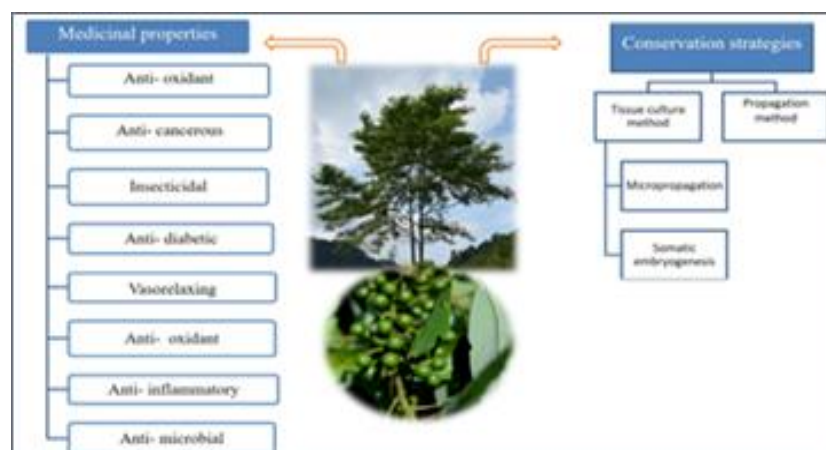 Medicinal properties
Anti- oxidant
Anti- cancerous
Insecticidal
Anti- diabetic
Vasorelaxing
Anti- oxidant
Anti- inflammatory
Anti- microbial
Conservation strategies
Tissue culture
method
Propagation
method
Micropropagation
Somatic
embryogenesis